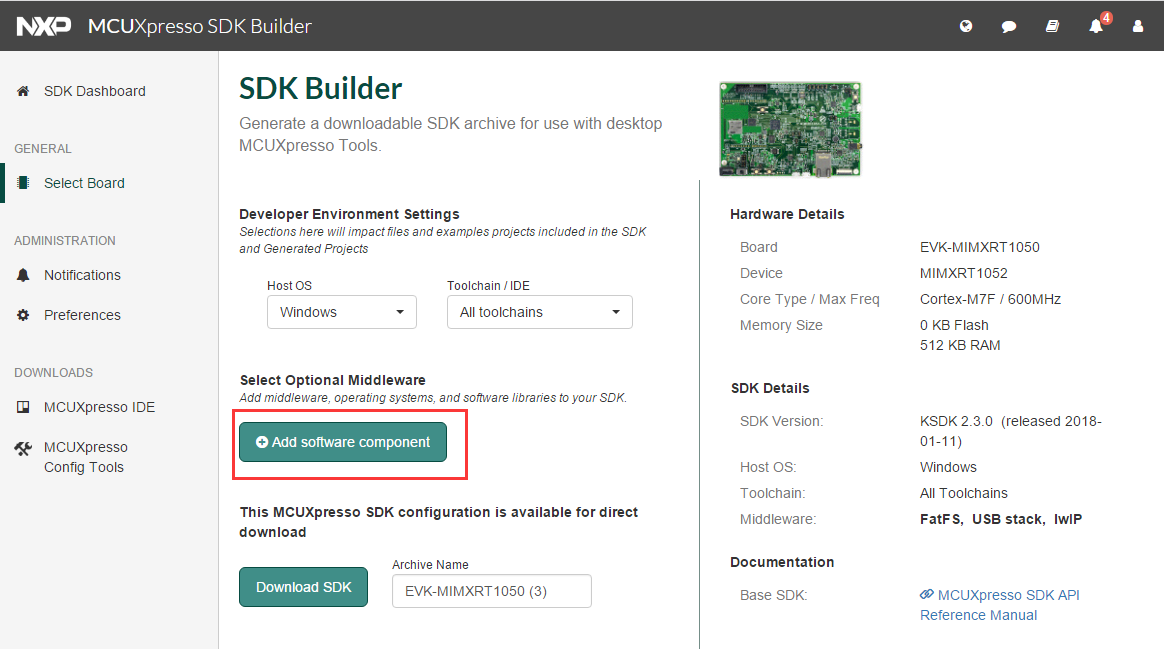 NXP MCUXpresso SDK Builder
4
SDK Dashboard
GENERAL
Select Board
ADMINISTRATION
Notifications
Preferences
DOWNLOADS
MCUXpresso IDE
MCUXpresso
Config Tools
SDK Builder
Generate a downloadable SDK archive for use with desktop
MCUXpresso Tools.
Developer Environment Settings
Selections here will impact files and examples projects included in the SDK
and Generated Projects
Host OS
Windows
Toolchain / IDE
All toolchains
Select Optional Middleware
Add middleware, operating systems, and software libraries to your SDK.
Add software component
This MCUXpresso SDK configuration is available for direct
download
Download SDK
Archive Name
EVK-MIMXRT1050 (3)
Hardware Details
Board EVK-MIMXRT1050
Device MIMXRT1052
Core Type / Max Freq Cortex-M7F / 600MHz
Memory Size 0 KB Flash
512 KB RAM
SDK Details
SDK Version: KSDK 2.3.0 (released 2018-
01-11)
Host OS: Windows
Toolchain: All Toolchains
Middleware: FatFS, USB stack, lwIP
Documentation
Base SDK: MCUXpresso SDK API
Reference Manual